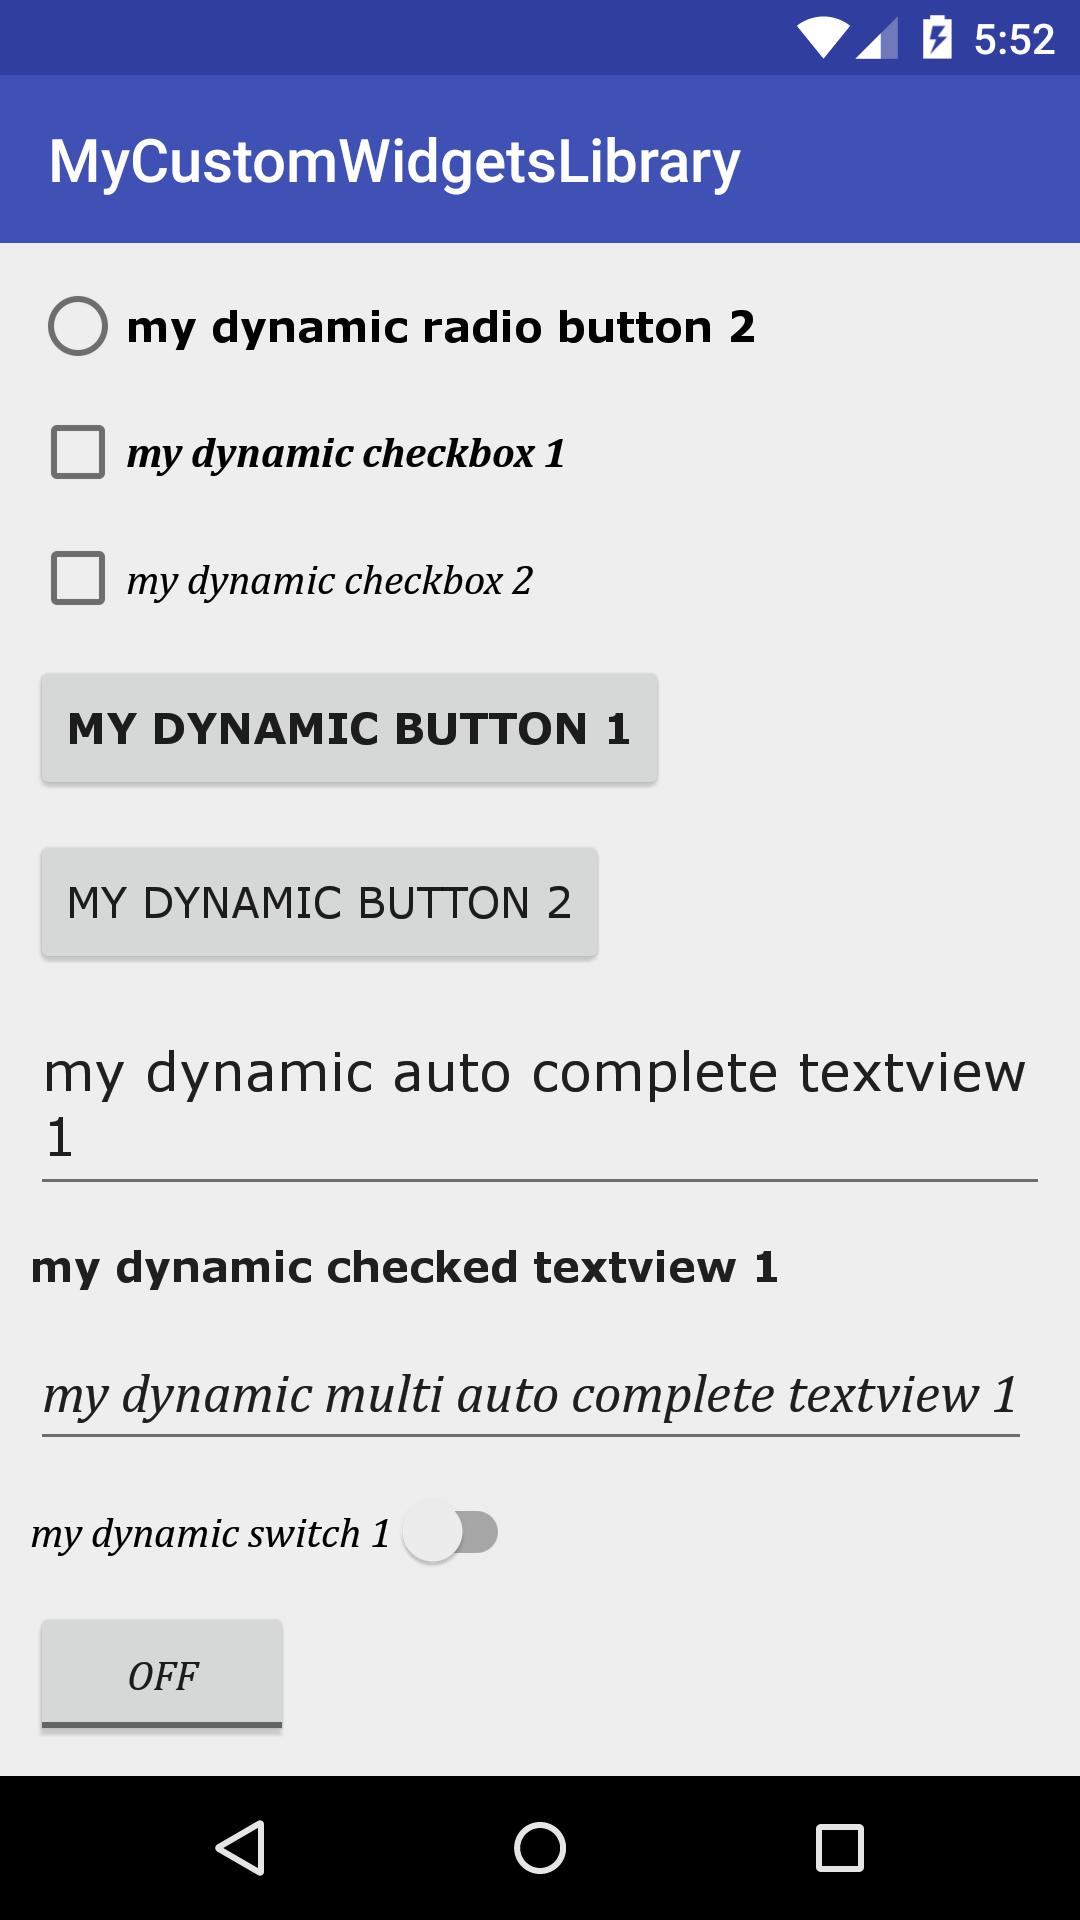 5:52
MyCustomWidgetsLibrary
my dynamic radio button 2
my dynamic checkbox 1
my dynamic checkbox 2
MY DYNAMIC BUTTON 1
MY DYNAMIC BUTTON 2
my dynamic auto complete textview
1
my dynamic checked textview 1
my dynamic multi auto complete textview 1
my dynamic switch 1
OFF